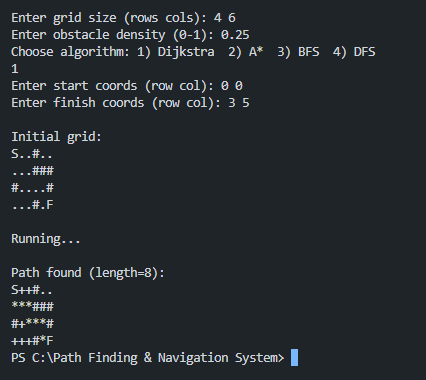 Enter grid size (rows cols): 4 6
Enter obstacle density (0-1): 0.25
Choose algorithm: 1) Dijkstra  2) A*  3) BFS  4) DFS
1
Enter start coords (row col): 0 0
Enter finish coords (row col): 3 5

Initial grid:
S..#..
...###
#....#
...#.F

Running...

Path found (length=8):
S++#..
***###
#+***#
+++#*F
PS C:\Path Finding & Navigation System>